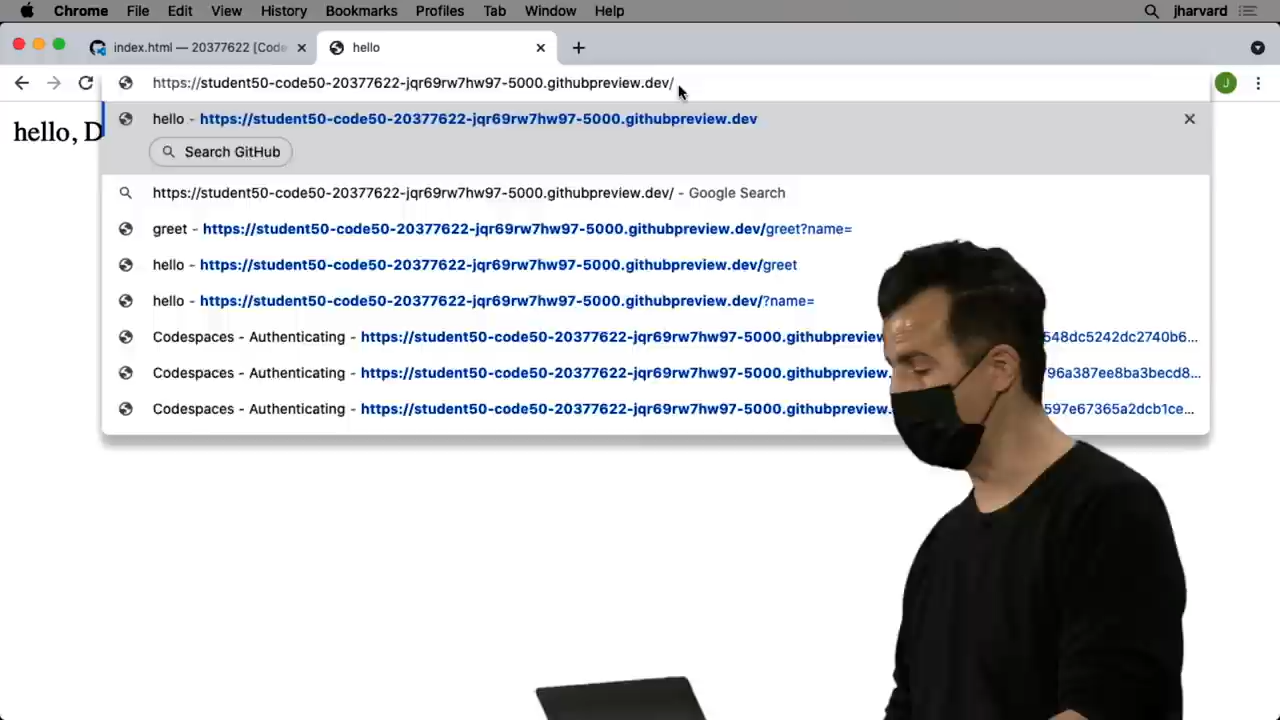 Chrome File Edit View History Bookmarks Profiles Tab Window Help jharvard
index.html — 20377622 [Code
hello
https://student50-code50-20377622-jqr69rw7hw97-5000.githubpreview.dev/
J
hello, D
hello - https://student50-code50-20377622-jqr69rw7hw97-5000.githubpreview.dev
Search GitHub
https://student50-code50-20377622-jqr69rw7hw97-5000.githubpreview.dev/ - Google Search
greet - https://student50-code50-20377622-jqr69rw7hw97-5000.githubpreview.dev/greet?name=
hello - https://student50-code50-20377622-jqr69rw7hw97-5000.githubpreview.dev/greet
hello - https://student50-code50-20377622-jqr69rw7hw97-5000.githubpreview.dev/?name=
Codespaces - Authenticating - https://student50-code50-20377622-jqr69rw7hw97-5000.githubpreview 548dc5242dc2740b6...
Codespaces - Authenticating - https://student50-code50-20377622-jqr69rw7hw97-5000.githubpreview. 96a387ee8ba3becd8...
Codespaces - Authenticating - https://student50-code50-20377622-jqr69rw7hw97-5000.githubpreview. 597e67365a2dcb1ce...